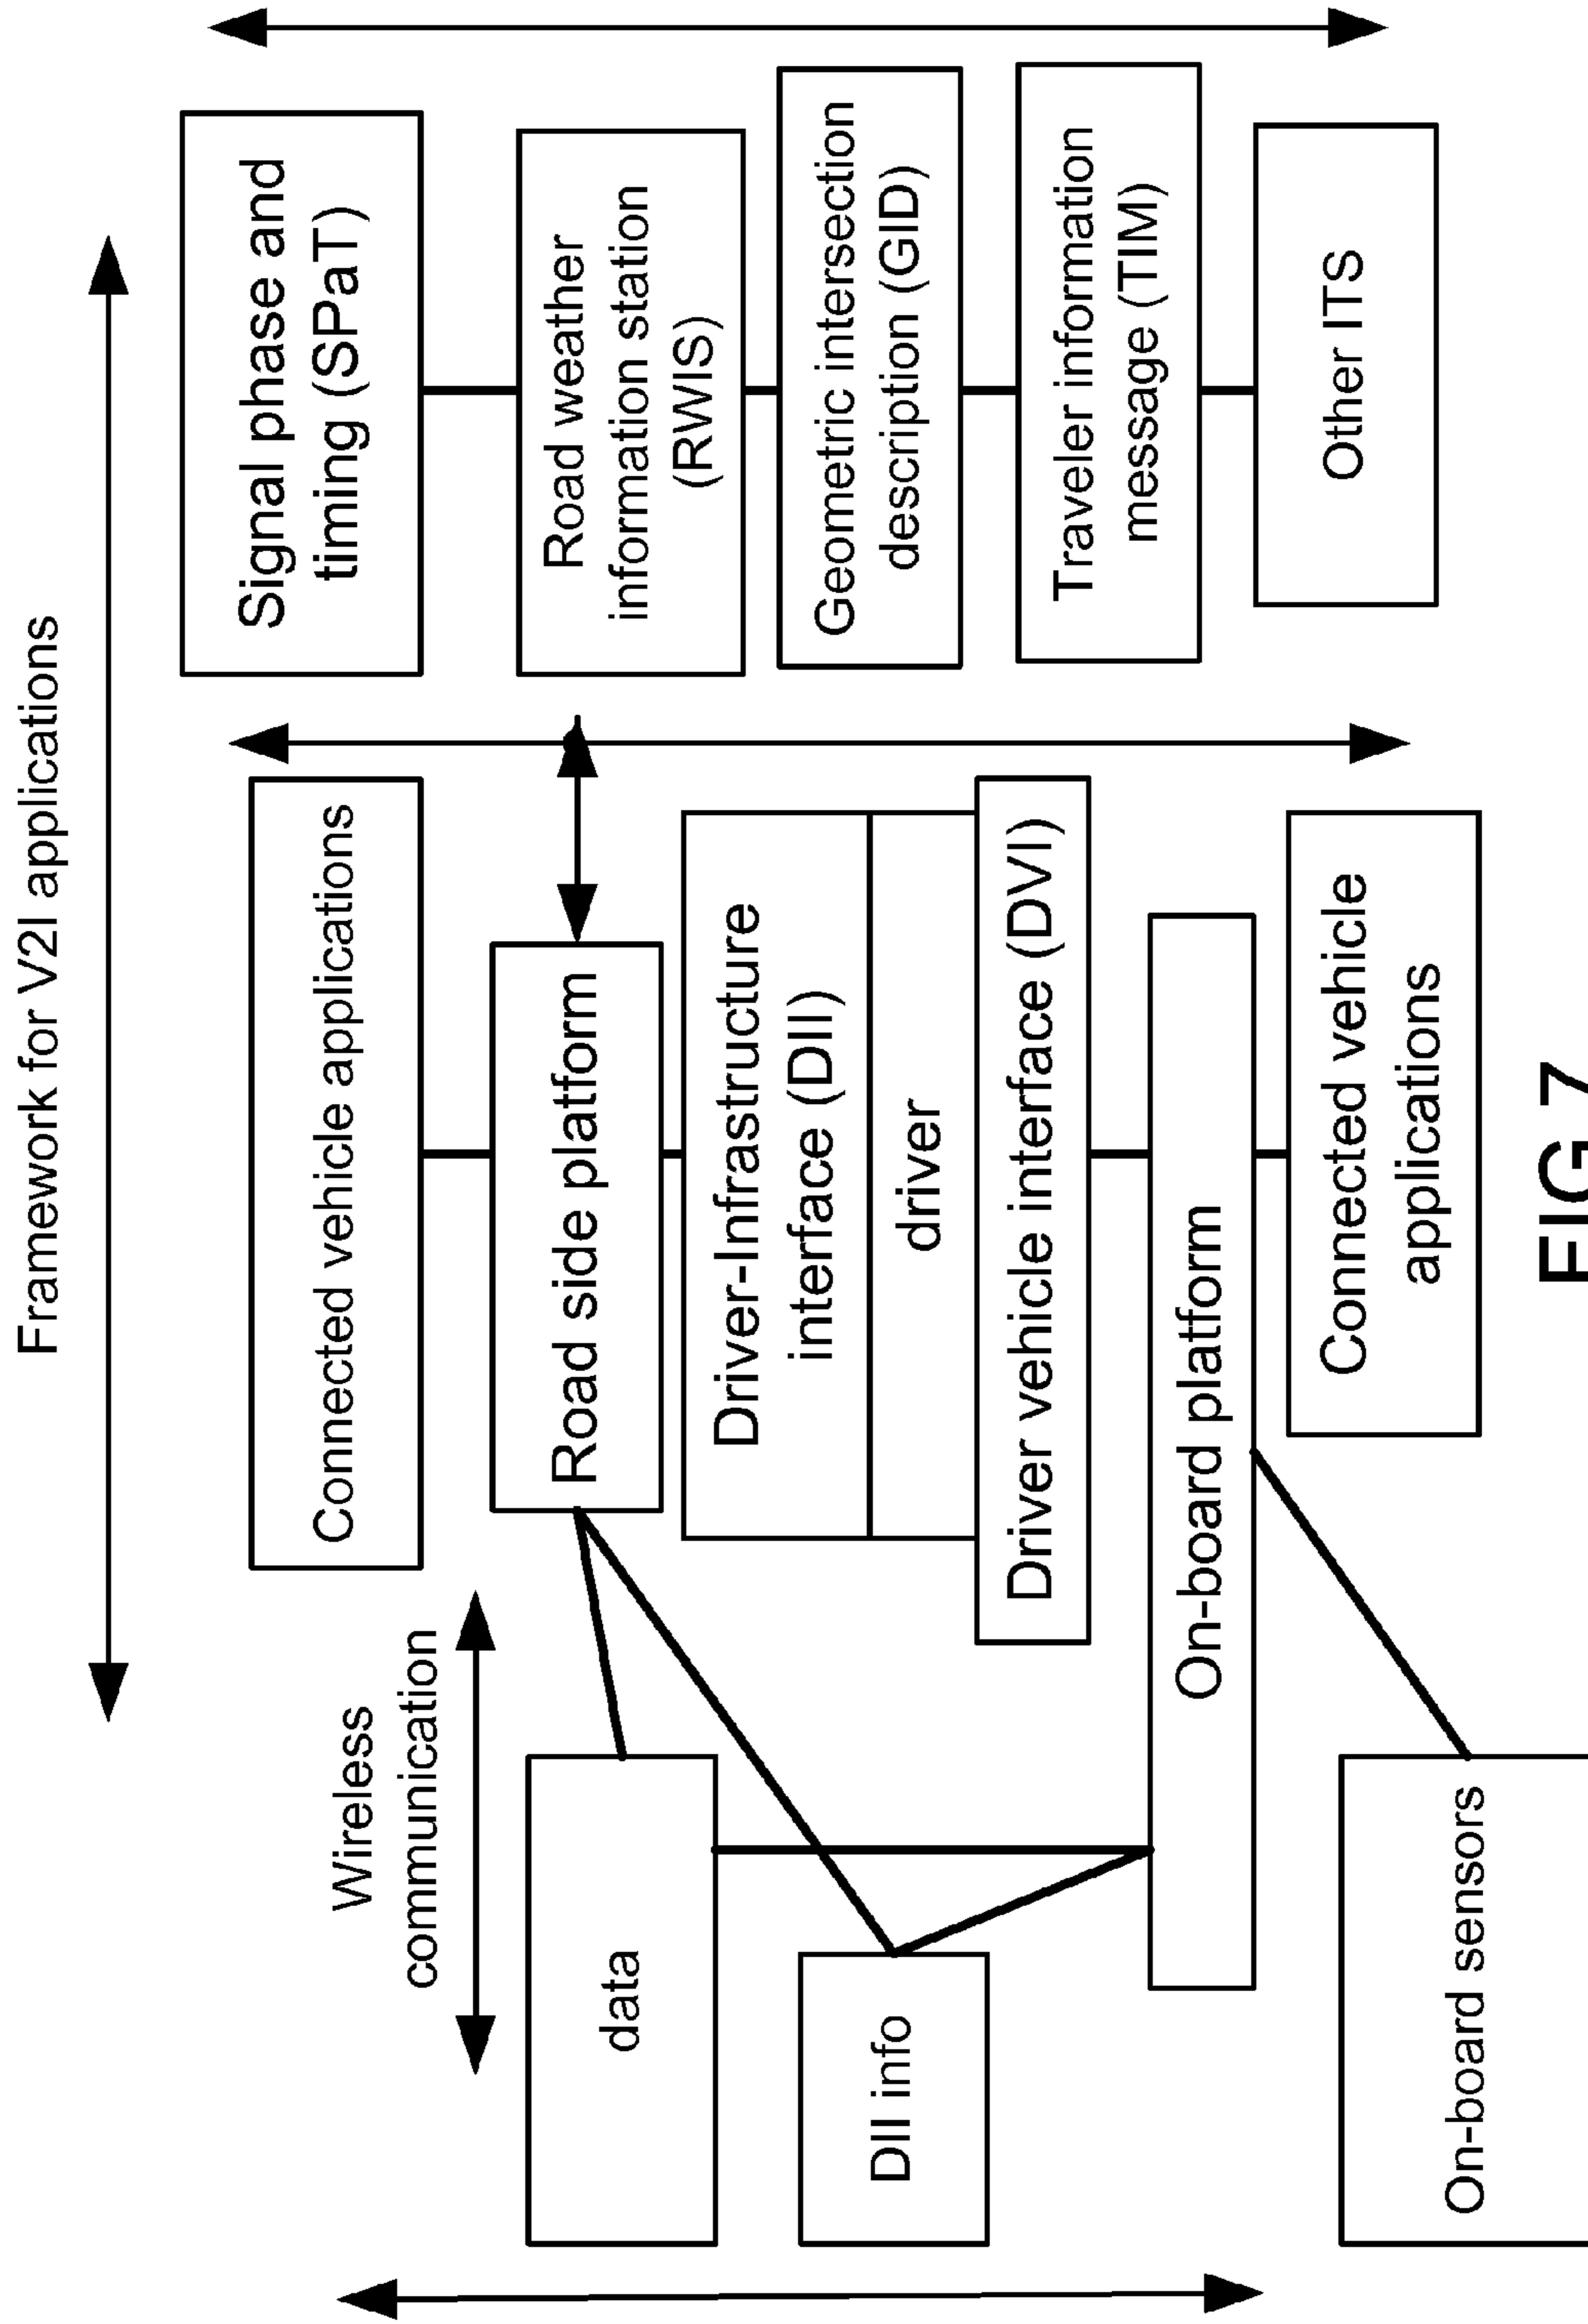 Framework for V2I applications
Wireless
communication
data
DII info
On-board sensors
Connected vehicle applications
Road side platform
Driver-Infrastructure
interface (DII)
driver
Driver vehicle interface (DVI)
On-board platform
Connected vehicle
applications
Signal phase and
timing (SPaT)
Road weather
information station
(RWIS)
Geometric intersection
description (GID)
Traveler information
message (TIM)
Other ITS
FIG 7